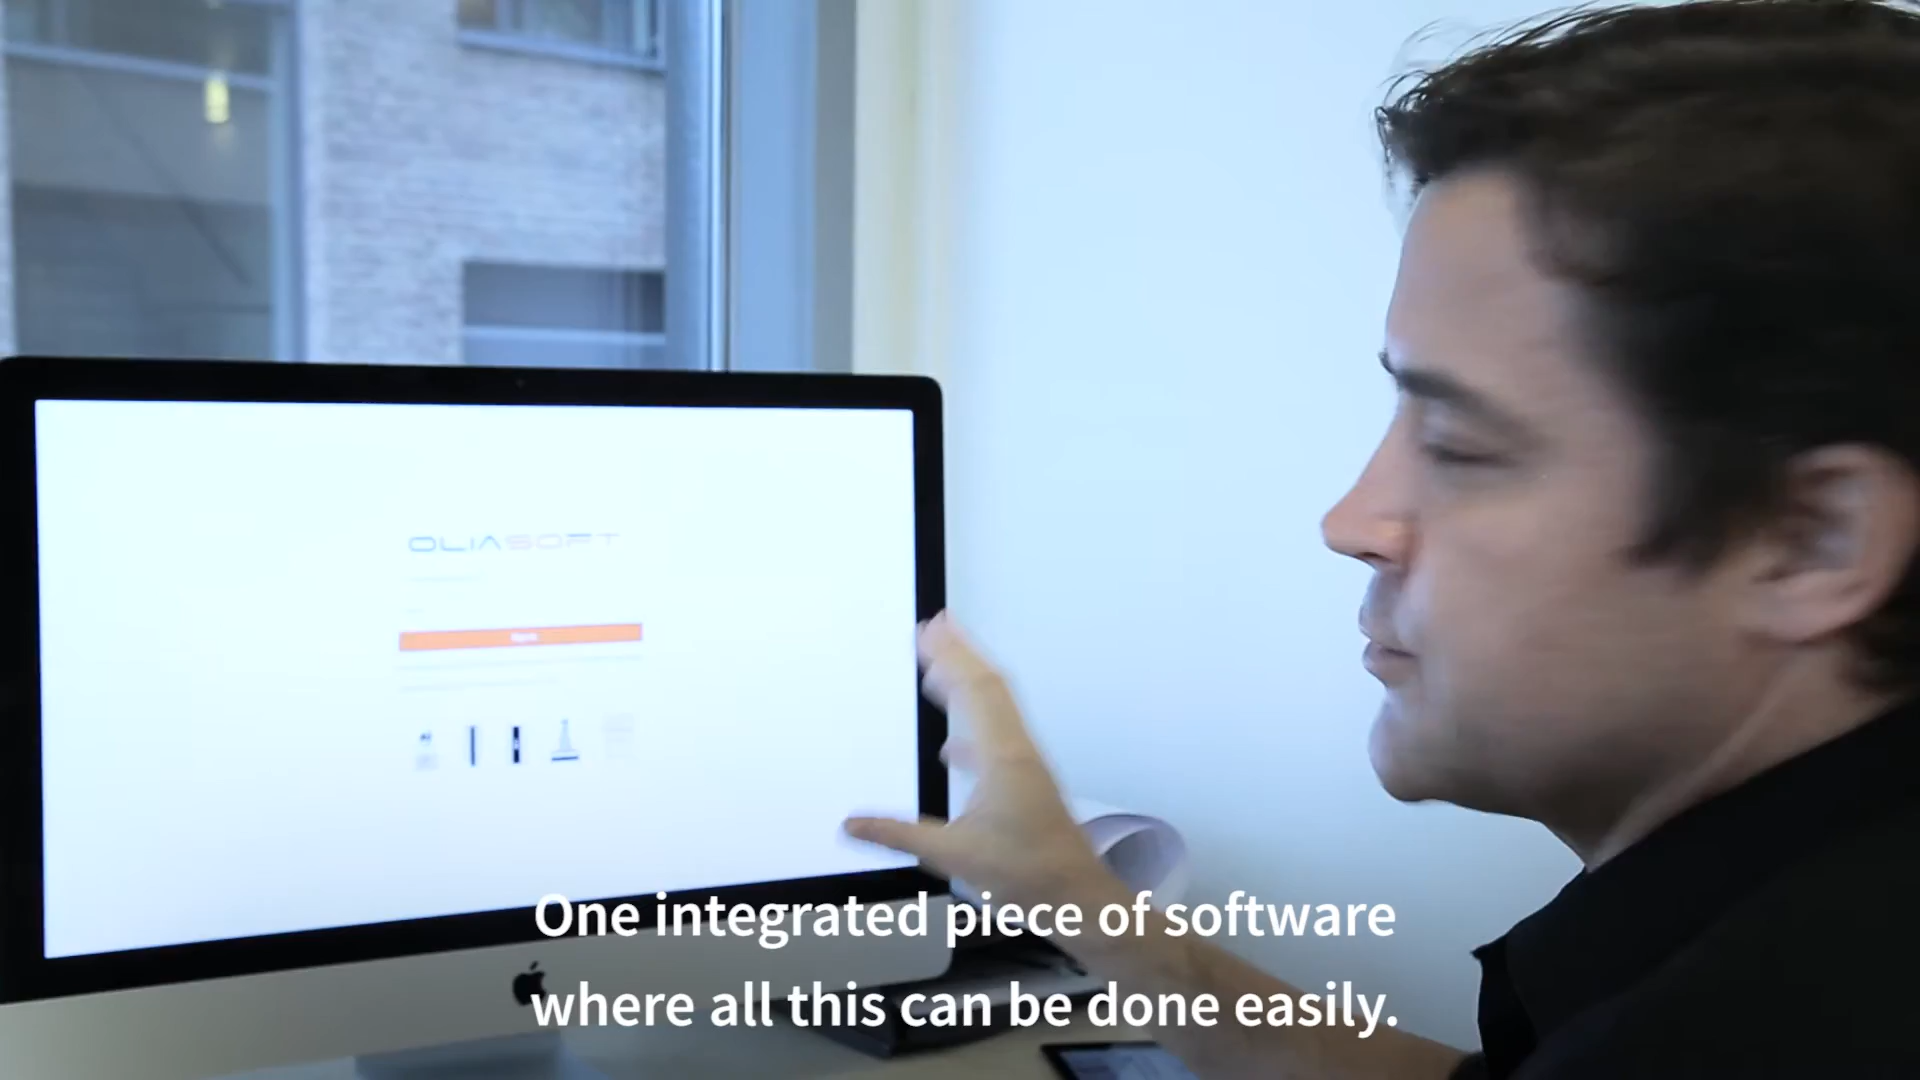 OLIASOFT
One integrated piece of software
where all this can be done easily.